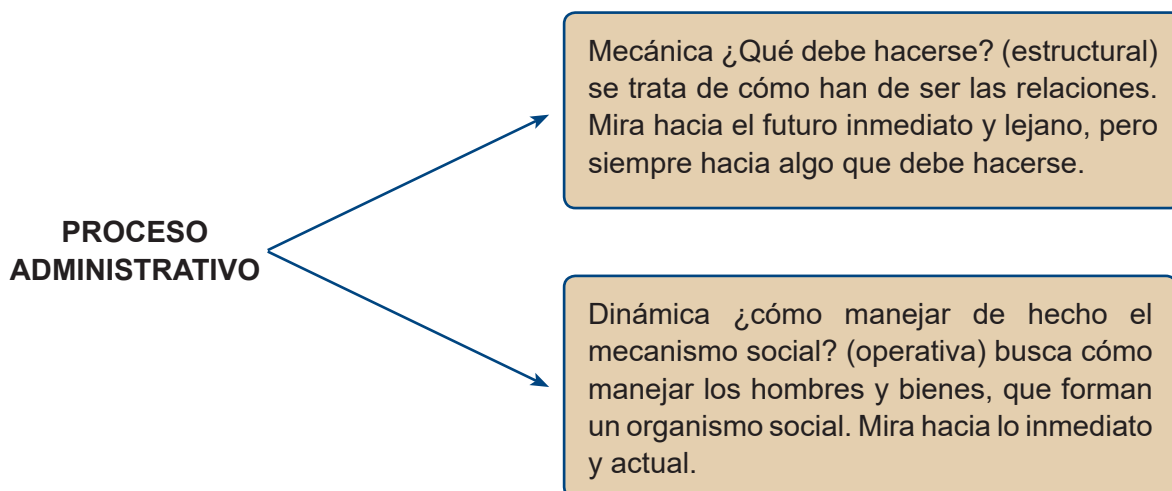 PROCESO
ADMINISTRATIVO
Mecánica ¿Qué debe hacerse? (estructural)
se trata de cómo han de ser las relaciones.
Mira hacia el futuro inmediato y lejano, pero
siempre hacia algo que debe hacerse.
Dinámica ¿cómo manejar de hecho el
mecanismo social? (operativa) busca cómo
manejar los hombres y bienes, que forman
un organismo social. Mira hacia lo inmediato
y actual.